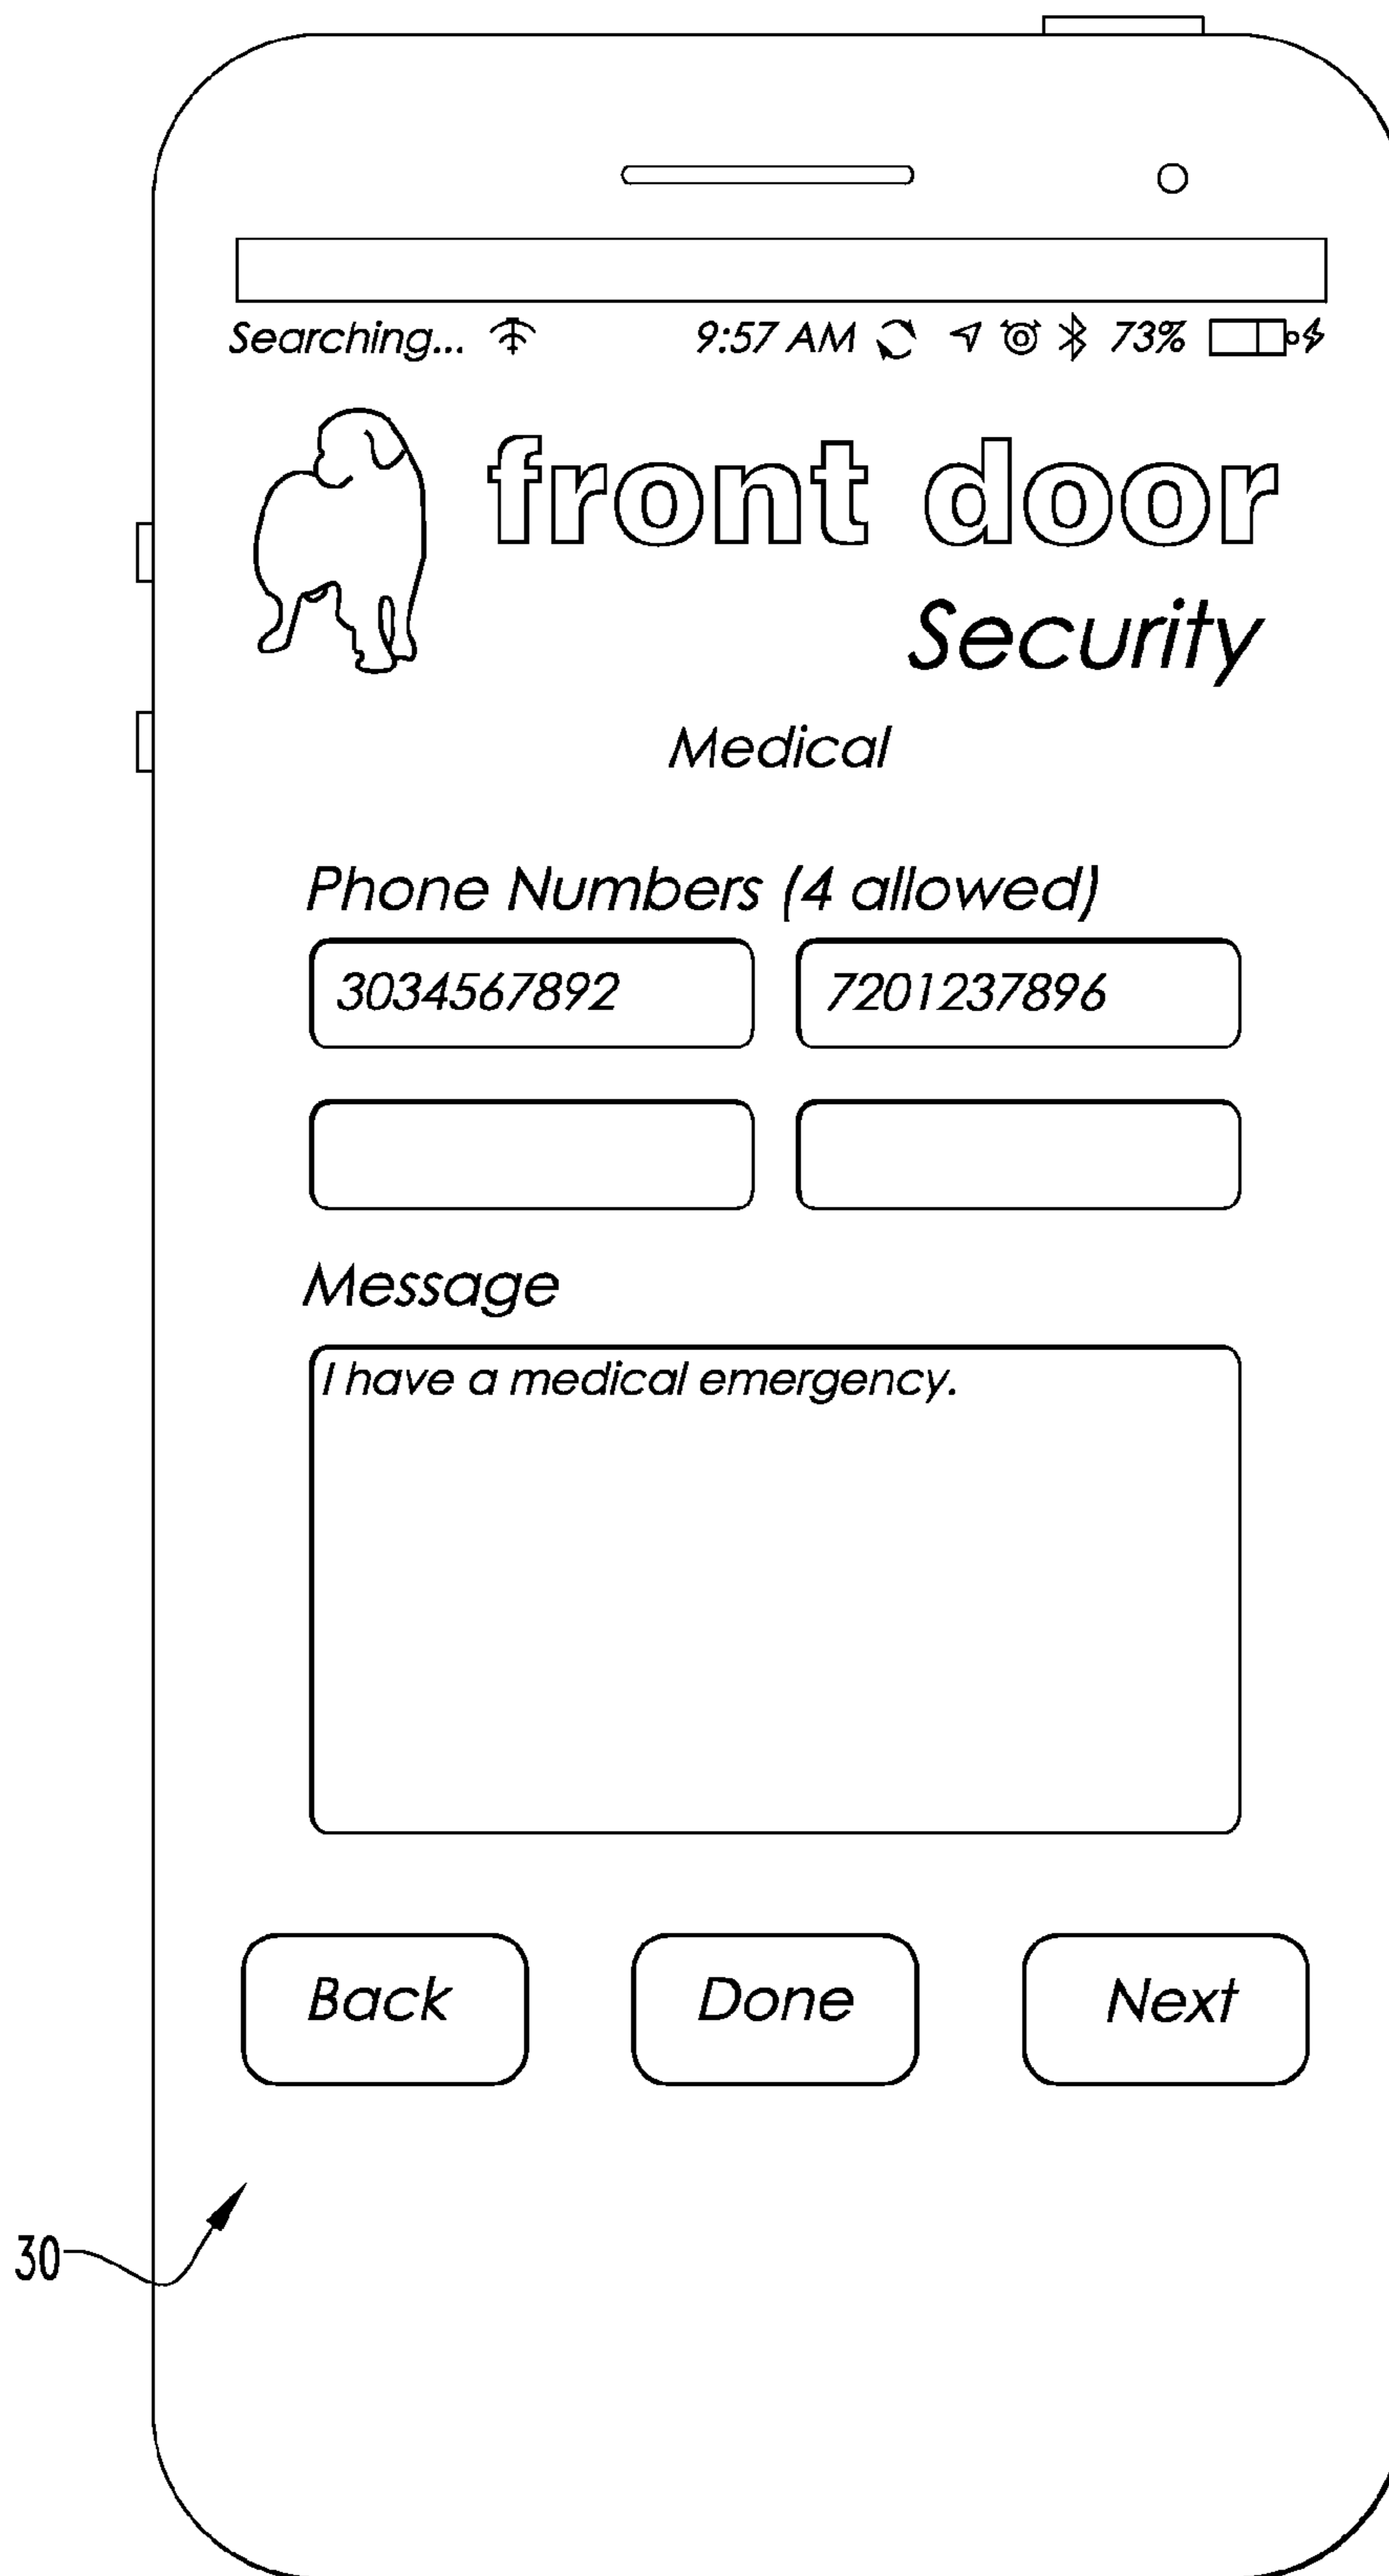 Searching... 9:57 AM 73%
front door
Security
Medical
Phone Numbers (4 allowed)
3034567892 7201237896
Message
I have a medical emergency.
Back Done Next
30